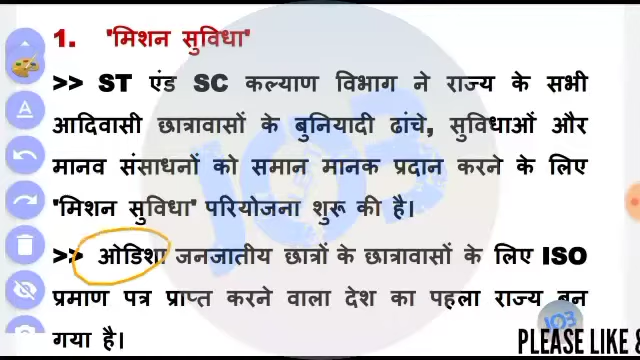 1. 'मिशन सुविधा'
>> ST एंड SC कल्याण विभाग ने राज्य के सभी
आदिवासी छात्रावासों के बुनियादी ढांचे, सुविधाओं और
मानव संसाधनों को समान मानक प्रदान करने के लिए
'मिशन सुविधा' परियोजना शुरू की है।
>> ओडिशा जनजातीय छात्रों के छात्रावासों के लिए ISO
प्रमाण पत्र प्राप्त करने वाला देश का पहला राज्य बन
गया है।
PLEASE LIKE &